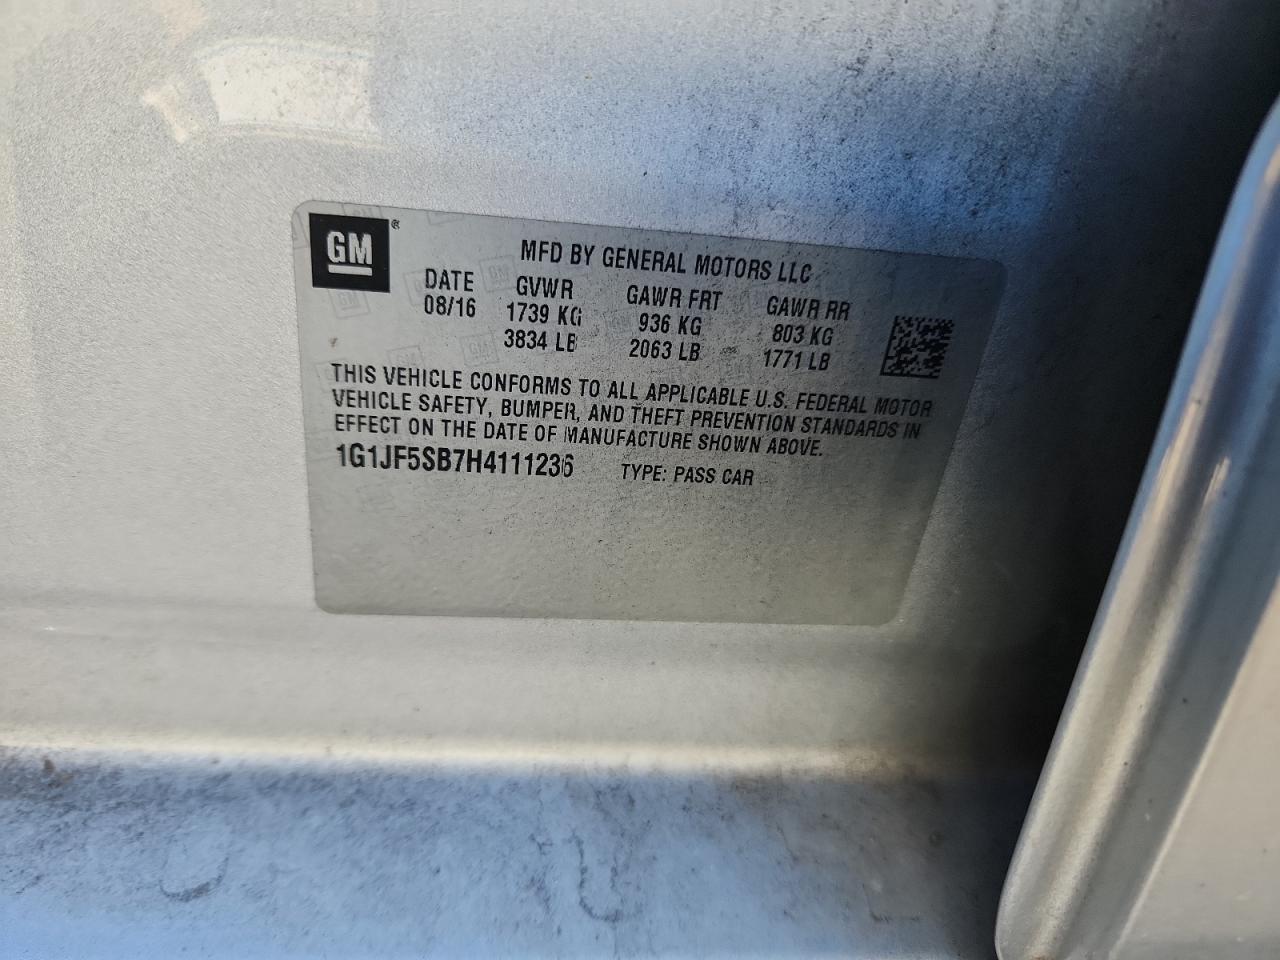 GM ®
MFD BY GENERAL MOTORS LLC
DATE GVWR GAWR FRT GAWR RR
08/16 1739 KG 936 KG 803 KG
3834 LB 2063 LB 1771 LB
THIS VEHICLE CONFORMS TO ALL APPLICABLE U.S. FEDERAL MOTOR
VEHICLE SAFETY, BUMPER, AND THEFT PREVENTION STANDARDS IN
EFFECT ON THE DATE OF MANUFACTURE SHOWN ABOVE.
1G1JF5SB7H4111236 TYPE: PASS CAR